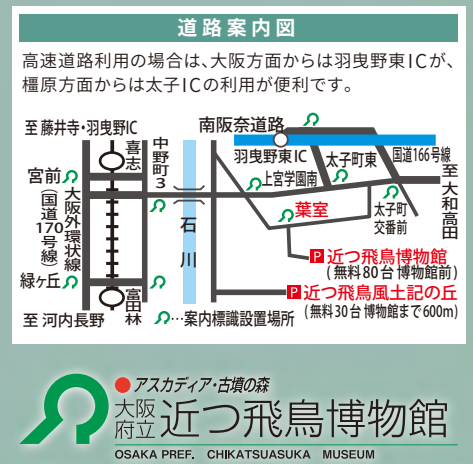 道路案内図
高速道路利用の場合は、大阪方面からは羽曳野東ICが、
橿原方面からは太子ICの利用が便利です。
至 藤井寺・羽曳野IC
喜志
中野町3
南阪奈道路
羽曳野東IC
太子町東
国道166号線
至大和高田
宮前
上宮学園南
大阪外環状線
(国道170号線)
石川
葉室
太子町
交番前
P 近つ飛鳥博物館
(無料80台 博物館前)
緑ヶ丘
富田林
P 近つ飛鳥風土記の丘
(無料30台 博物館まで600m)
至 河内長野
…案内標識設置場所
アスカディア・古墳の森
大阪府立 近つ飛鳥博物館
OSAKA PREF. CHIKATSUASUKA MUSEUM